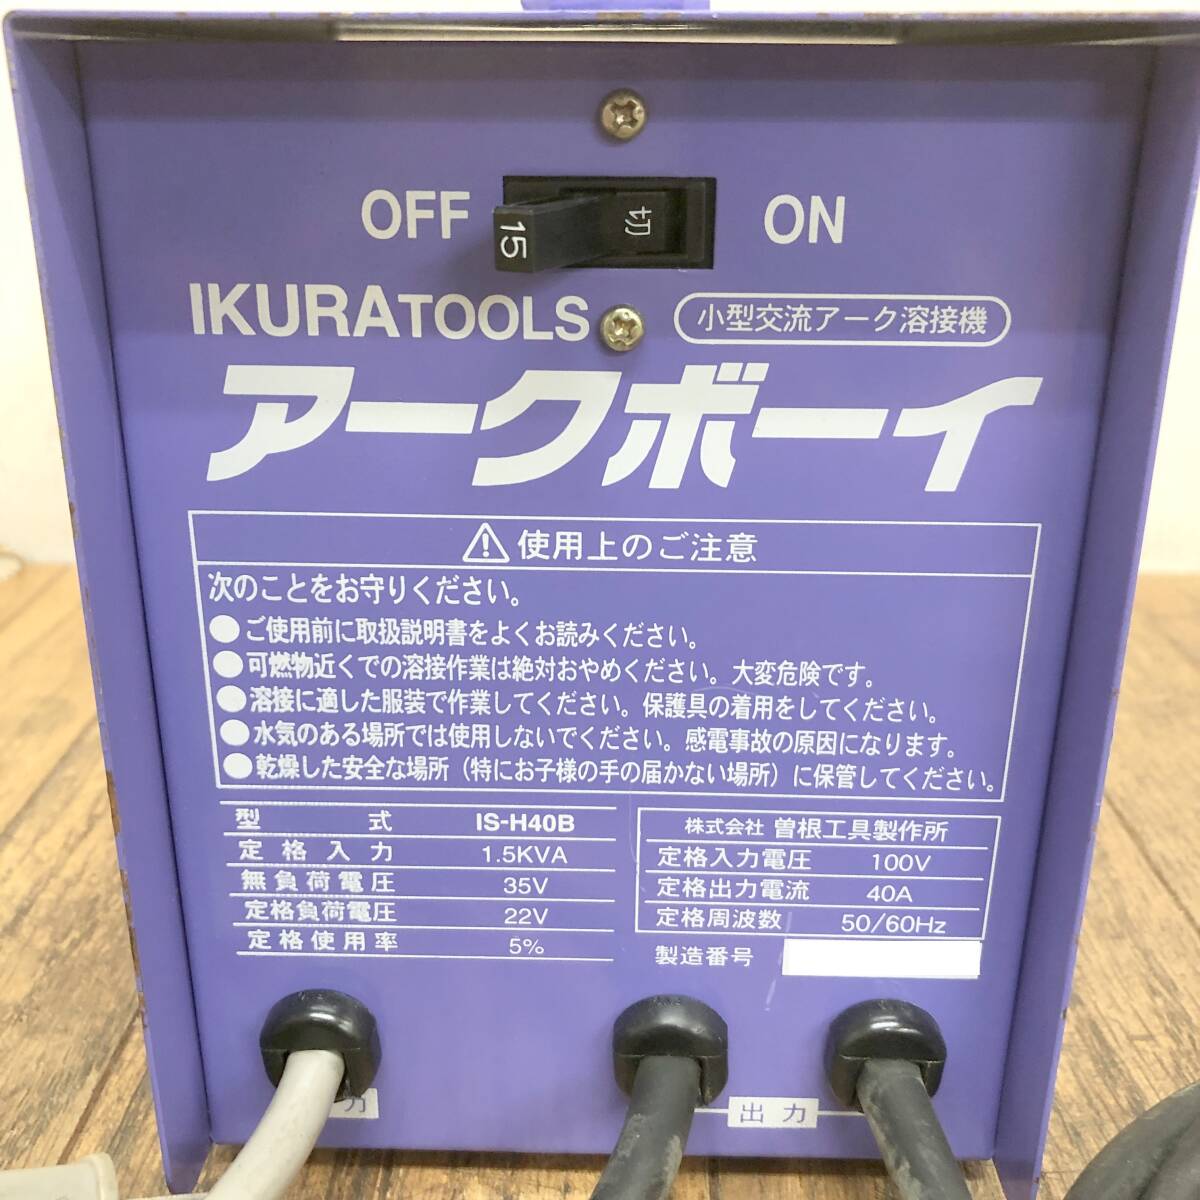 OFF
15
切
ON
IKURATOOLS
小型交流アーク溶接機
アークボーイ
使用上のご注意
次のことをお守りください。
●ご使用前に取扱説明書をよくお読みください。
●可燃物近くでの溶接作業は絶対おやめください。大変危険です。
●溶接に適した服装で作業してください。保護具の着用をしてください。
●水気のある場所では使用しないでください。感電事故の原因になります。
●乾燥した安全な場所（特にお子様の手の届かない場所）に保管してください。
型式 IS-H40B
定格入力 1.5KVA
無負荷電圧 35V
定格負荷電圧 22V
定格使用率 5%
株式会社 曽根工具製作所
定格入力電圧 100V
定格出力電流 40A
定格周波数 50/60Hz
製造番号
力
出力